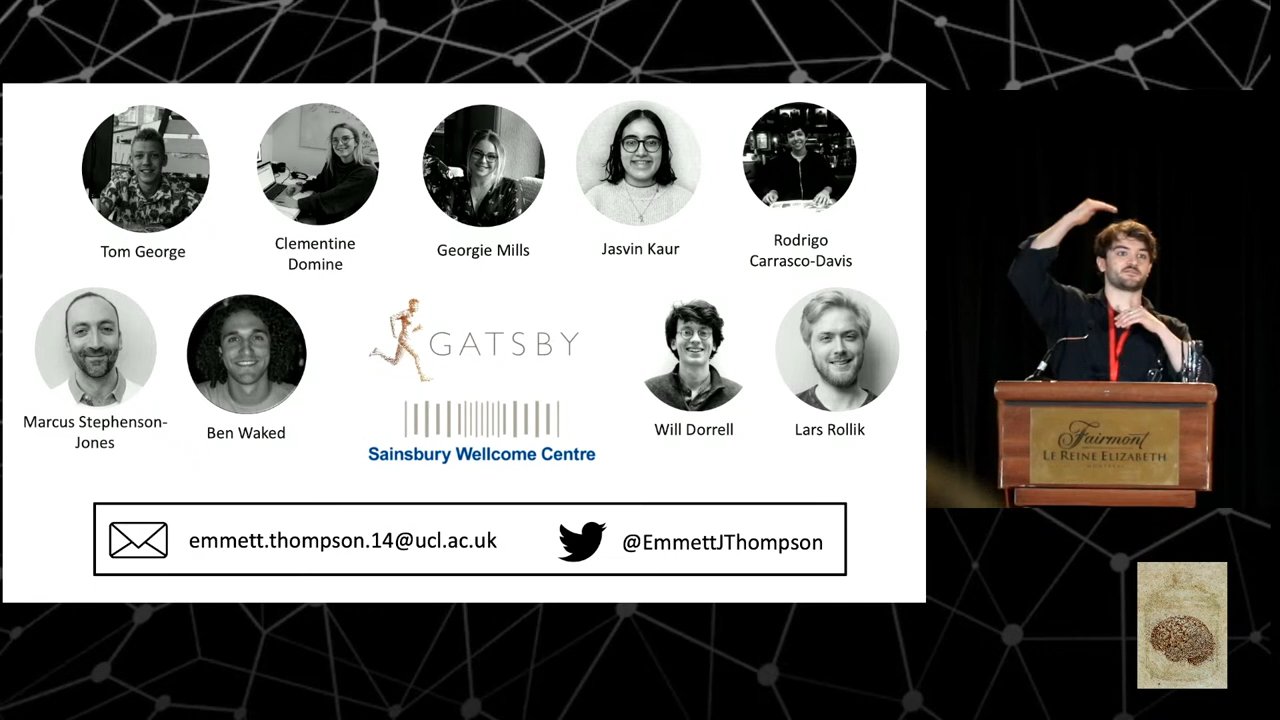 Tom George
Clementine
Domine
Georgie Mills
Jasvin Kaur
Rodrigo
Carrasco-Davis
Marcus Stephenson-
Jones
Ben Waked
GATSBY
Sainsbury Wellcome Centre
Will Dorrell
Lars Rollik
emmett.thompson.14@ucl.ac.uk
@EmmettJThompson
Fairmont
LE REINE ELIZABETH
MONTRÉAL